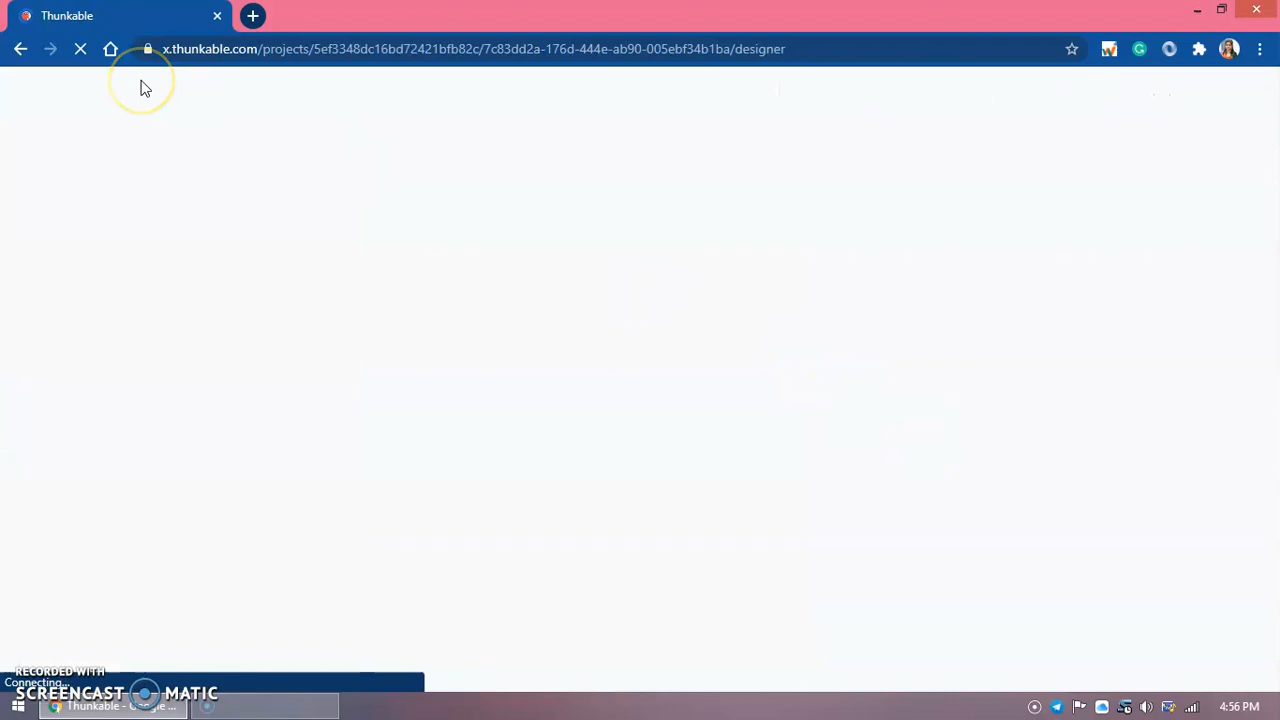 Thunkable
x.thunkable.com/projects/5ef3348dc16bd72421bfb82c/7c83dd2a-176d-444e-ab90-005ebf34b1ba/designer
Connecting...
RECORDED WITH
SCREENCAST MATIC
Thunkable - Google ...
4:56 PM